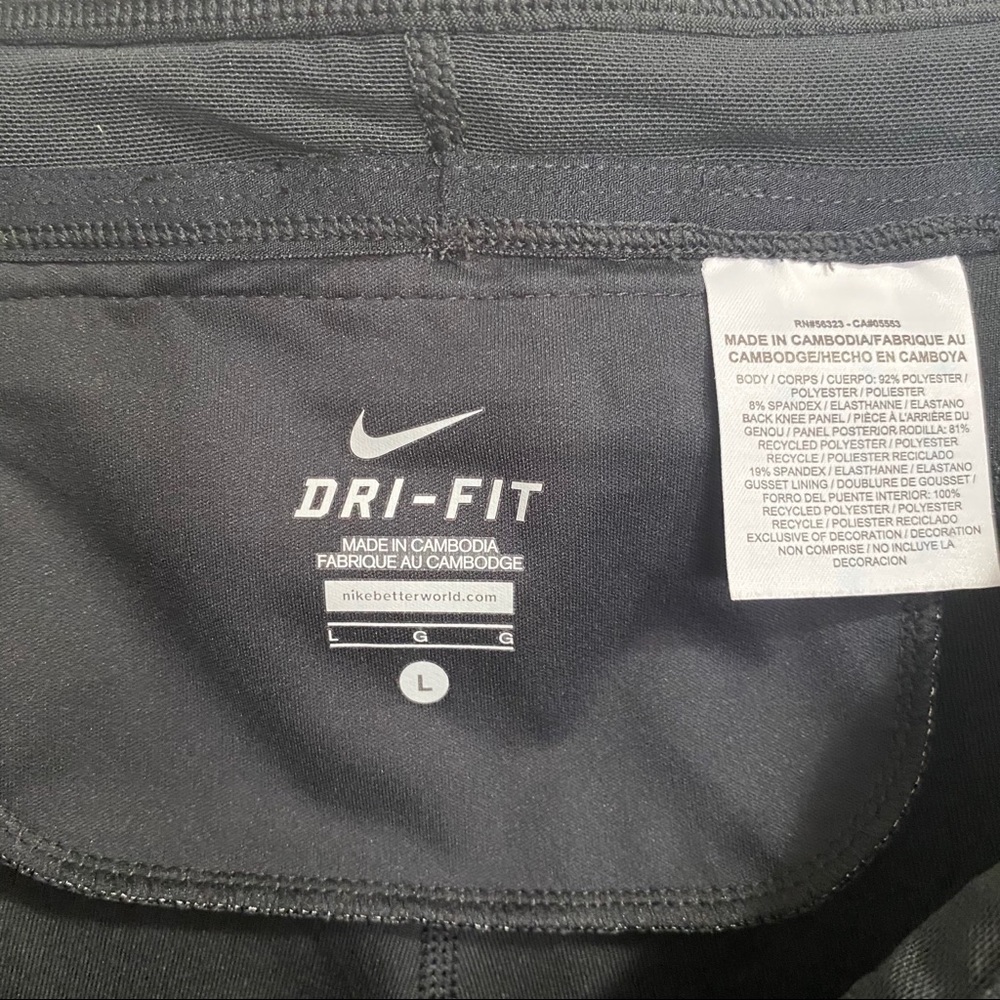 DRI-FIT
MADE IN CAMBODIA
FABRIQUE AU CAMBODGE
nikebetterworld.com
L G G
L
RN#56323 - CA#05553
MADE IN CAMBODIA/FABRIQUE AU
CAMBODGE/HECHO EN CAMBOYA
BODY / CORPS / CUERPO: 92% POLYESTER /
POLYESTER / POLIESTER
8% SPANDEX / ELASTHANNE / ELASTANO
BACK KNEE PANEL / PIÈCE À L'ARRIÈRE DU
GENOU / PANEL POSTERIOR RODILLA: 81%
RECYCLED POLYESTER / POLYESTER
RECYCLE / POLIESTER RECICLADO
19% SPANDEX / ELASTHANNE / ELASTANO
GUSSET LINING / DOUBLURE DE GOUSSET /
FORRO DEL PUENTE INTERIOR: 100%
RECYCLED POLYESTER / POLYESTER
RECYCLE / POLIESTER RECICLADO
EXCLUSIVE OF DECORATION / DECORATION
NON COMPRISE / NO INCLUYE LA
DECORACION